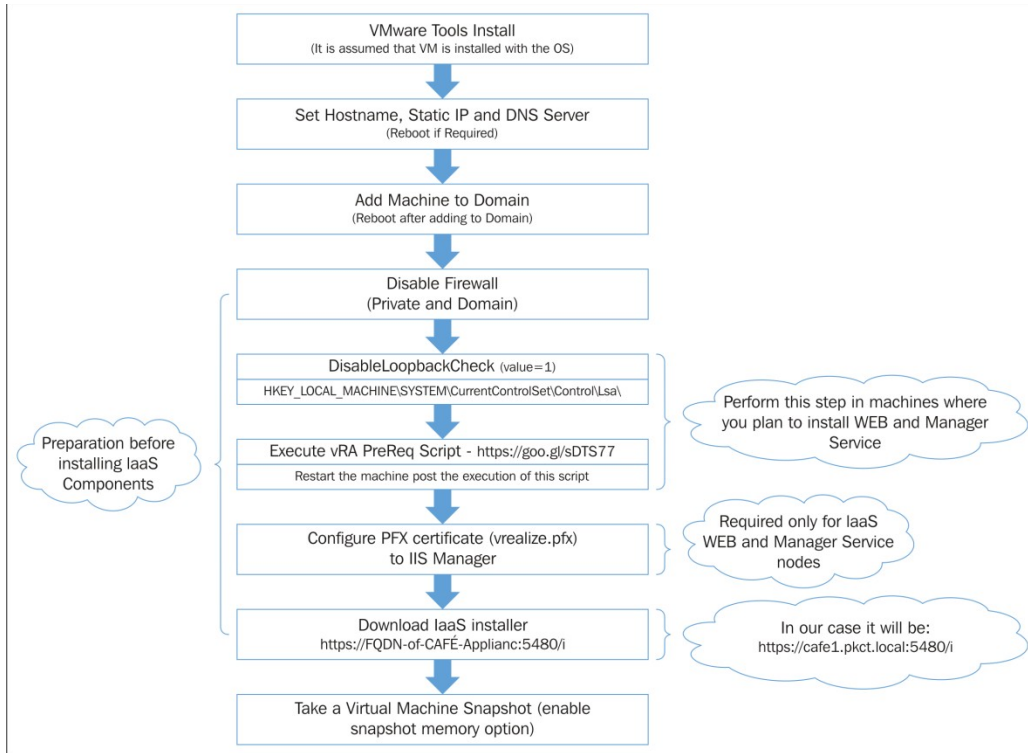 VMware Tools Install
(It is assumed that VM is installed with the OS)
Set Hostname, Static IP and DNS Server
(Reboot if Required)
Add Machine to Domain
(Reboot after adding to Domain)
Disable Firewall
(Private and Domain)
DisableLoopbackCheck (value=1)
HKEY_LOCAL_MACHINE\SYSTEM\CurrentControlSet\Control\Lsa\
Perform this step in machines where
you plan to install WEB and Manager
Service
Preparation before
installing IaaS
Components
Execute vRA PreReq Script - https://goo.gl/sDTS77
Restart the machine post the execution of this script
Configure PFX certificate (vrealize.pfx)
to IIS Manager
Required only for IaaS
WEB and Manager Service
nodes
Download IaaS installer
https://FQDN-of-CAFÉ-Applianc:5480/i
In our case it will be:
https://cafe1.pkct.local:5480/i
Take a Virtual Machine Snapshot (enable
snapshot memory option)